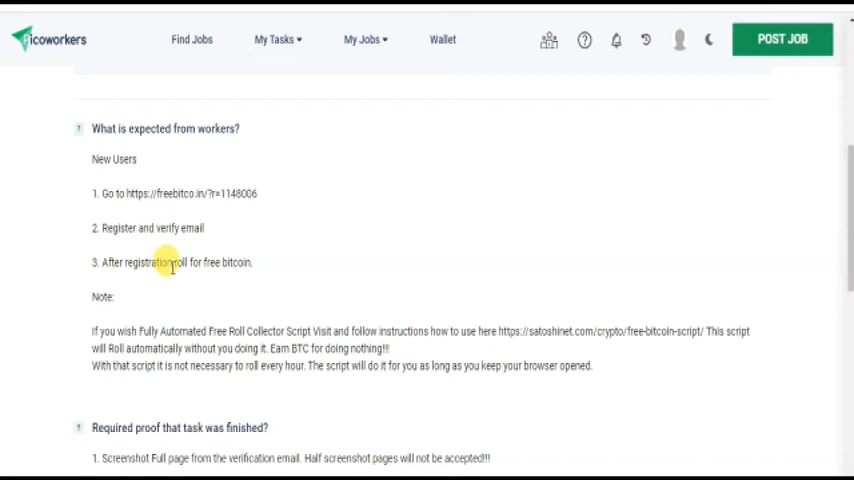 Picoworkers
Find Jobs
My Tasks
My Jobs
Wallet
POST JOB
? What is expected from workers?
New Users
1. Go to https://freebitco.in/?r=1148006
2. Register and verify email
3. After registration roll for free bitcoin.
Note:
If you wish Fully Automated Free Roll Collector Script Visit and follow instructions how to use here https://satoshinet.com/crypto/free-bitcoin-script/ This script
will Roll automatically without you doing it. Earn BTC for doing nothing!!!
With that script it is not necessary to roll every hour. The script will do it for you as long as you keep your browser opened.
? Required proof that task was finished?
1. Screenshot Full page from the verification email. Half screenshot pages will not be accepted!!!